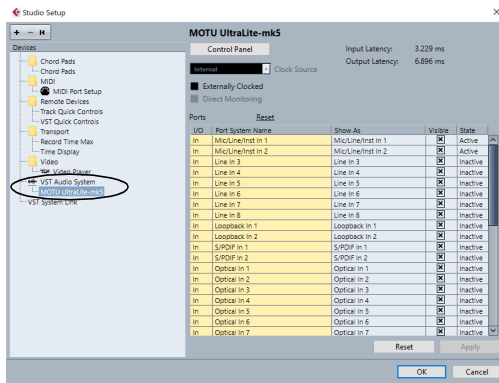 Studio Setup
Devices
Chord Pads
Chord Pads
MIDI
MIDI Port Setup
Remote Devices
Track Quick Controls
VST Quick Controls
Transport
Record Time Max
Time Display
Video
Video Player
VST Audio System
MOTU UltraLite-mk5
VST System Link
MOTU UltraLite-mk5
Control Panel Input Latency: 3.229 ms
Output Latency: 6.896 ms
Internal Clock Source
Externally Clocked
Direct Monitoring
Ports Reset
I/O Port System Name Show As Visible State
In Mic/Line/Inst In 1 Mic/Line/Inst In 1 Active
In Mic/Line/Inst In 2 Mic/Line/Inst In 2 Active
In Line In 3 Line In 3 Inactive
In Line In 4 Line In 4 Inactive
In Line In 5 Line In 5 Inactive
In Line In 6 Line In 6 Inactive
In Line In 7 Line In 7 Inactive
In Line In 8 Line In 8 Inactive
In Loopback In 1 Loopback In 1 Inactive
In Loopback In 2 Loopback In 2 Inactive
In S/PDIF In 1 S/PDIF In 1 Inactive
In S/PDIF In 2 S/PDIF In 2 Inactive
In Optical In 1 Optical In 1 Inactive
In Optical In 2 Optical In 2 Inactive
In Optical In 3 Optical In 3 Inactive
In Optical In 4 Optical In 4 Inactive
In Optical In 5 Optical In 5 Inactive
In Optical In 6 Optical In 6 Inactive
In Optical In 7 Optical In 7 Inactive
Reset Apply
OK Cancel